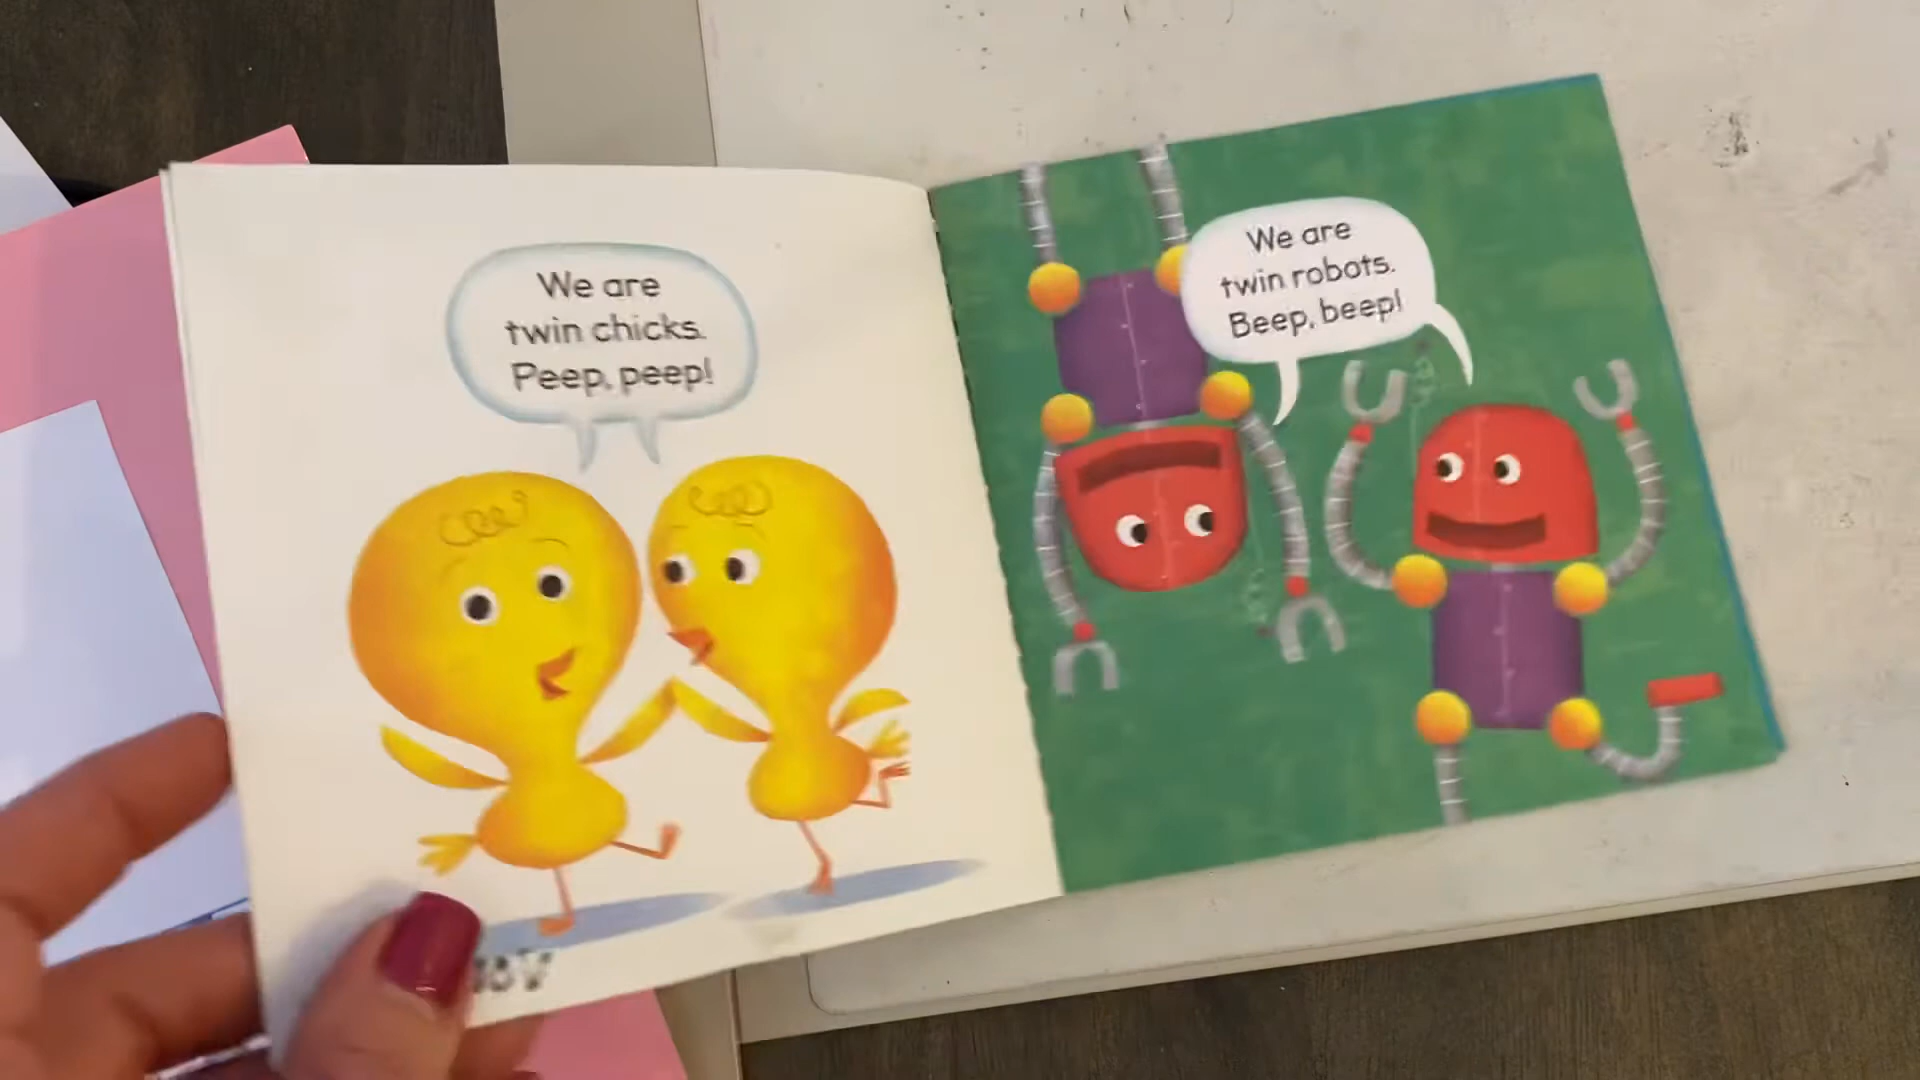 We are
twin chicks.
Peep, peep!
We are
twin robots.
Beep, beep!